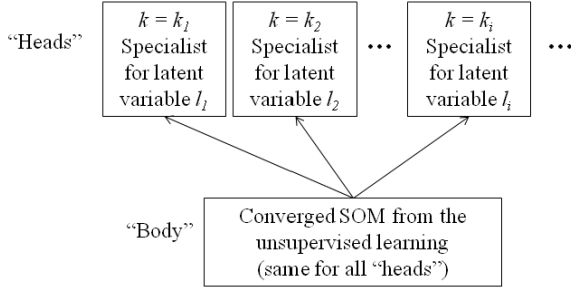 "Heads"
k = k₁
Specialist
for latent
variable l₁
k = k₂
Specialist
for latent
variable l₂
•••
k = kᵢ
Specialist
for latent
variable lᵢ
•••
"Body"
Converged SOM from the
unsupervised learning
(same for all "heads")